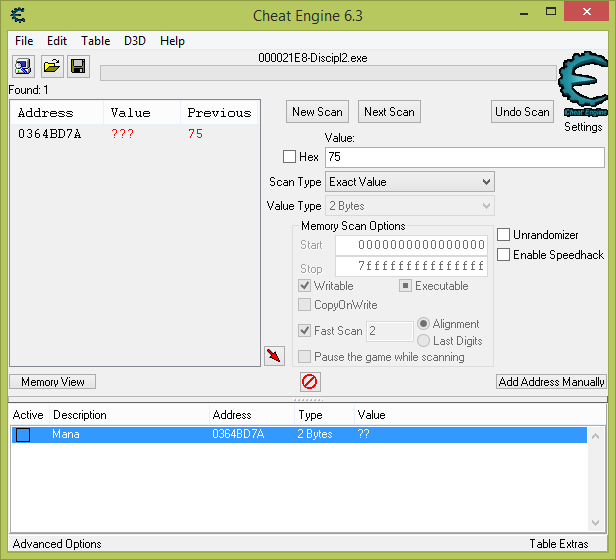 Cheat Engine 6.3
File Edit Table D3D Help
000021E8-Discipl2.exe
Found: 1
Address Value Previous
0364BD7A ??? 75
New Scan Next Scan Undo Scan
Cheat Engine
Settings
Value:
Hex 75
Scan Type Exact Value
Value Type 2 Bytes
Memory Scan Options
Start 0000000000000000
Stop 7fffffffffffffff
Writable Executable
CopyOnWrite
Fast Scan 2 Alignment
Last Digits
Pause the game while scanning
Unrandomizer
Enable Speedhack
Memory View Add Address Manually
Active Description Address Type Value
Mana 0364BD7A 2 Bytes ??
Advanced Options Table Extras